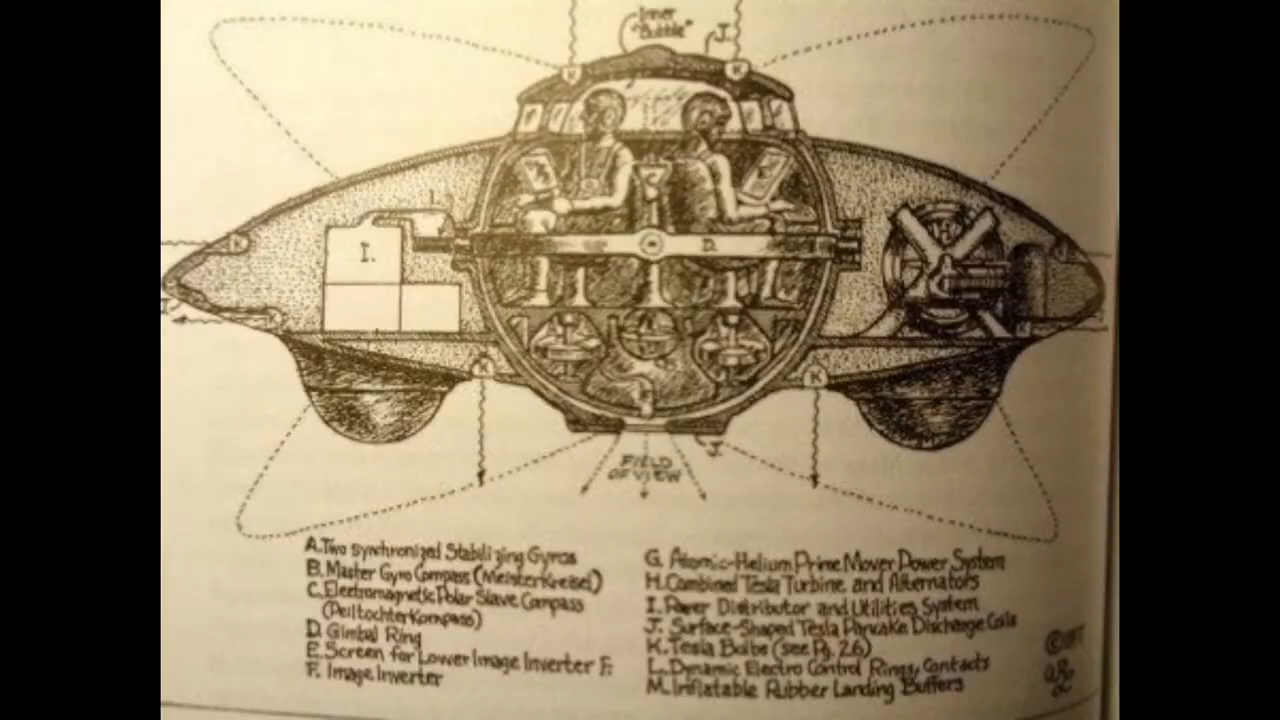 Inner
"Bubble"
J.
K
K
I.
H
D.
K
K
J.
FIELD
OF VIEW
A. Two synchronized Stabilizing Gyros
B. Master Gyro Compass (Meisterkreisel)
C. Electromagnetic Polar Slave Compass
(Peiltochterkompass)
D. Gimbal Ring
E. Screen for Lower Image Inverter F:
F. Image Inverter
G. Atomic-Helium Prime Mover Power System
H. Combined Tesla Turbine and Alternators
I. Power Distributor and Utilities System
J. Surface-Shaped Tesla Pancake Discharge Coils
K. Tesla Bulbs (see Pg. 26)
L. Dynamic Electro Control Rings, Contacts
M. Inflatable Rubber Landing Buffers